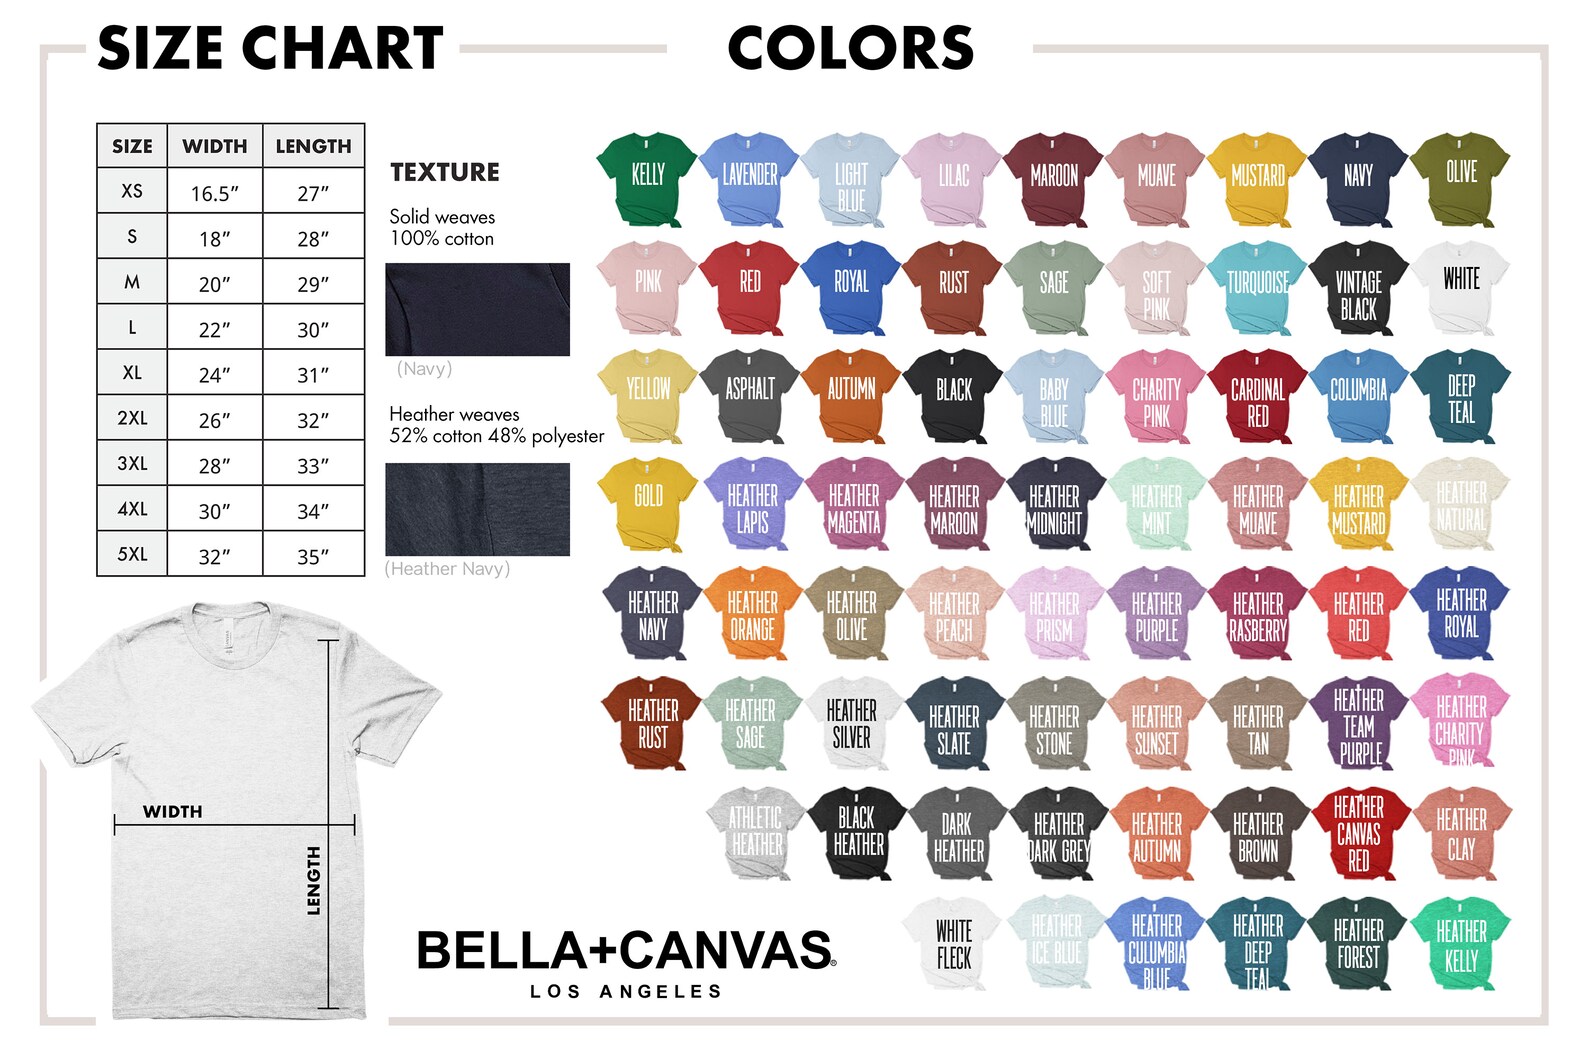 SIZE CHART
COLORS
SIZE WIDTH LENGTH
XS 16.5” 27”
S 18” 28”
M 20” 29”
L 22” 30”
XL 24” 31”
2XL 26” 32”
3XL 28” 33”
4XL 30” 34”
5XL 32” 35”
TEXTURE
Solid weaves
100% cotton
(Navy)
Heather weaves
52% cotton 48% polyester
(Heather Navy)
WIDTH
LENGTH
KELLY
LAVENDER
LIGHT
BLUE
LILAC
MAROON
MUAVE
MUSTARD
NAVY
OLIVE
PINK
RED
ROYAL
RUST
SAGE
SOFT
PINK
TURQUOISE
VINTAGE
BLACK
WHITE
YELLOW
ASPHALT
AUTUMN
BLACK
BABY
BLUE
CHARITY
PINK
CARDINAL
RED
COLUMBIA
DEEP
TEAL
GOLD
HEATHER
LAPIS
HEATHER
MAGENTA
HEATHER
MAROON
HEATHER
MIDNIGHT
HEATHER
MINT
HEATHER
MUAVE
HEATHER
MUSTARD
HEATHER
NATURAL
HEATHER
NAVY
HEATHER
ORANGE
HEATHER
OLIVE
HEATHER
PEACH
HEATHER
PRISM
HEATHER
PURPLE
HEATHER
RASBERRY
HEATHER
RED
HEATHER
ROYAL
HEATHER
RUST
HEATHER
SAGE
HEATHER
SILVER
HEATHER
SLATE
HEATHER
STONE
HEATHER
SUNSET
HEATHER
TAN
HEATHER
TEAM
PURPLE
HEATHER
CHARITY
PINK
ATHLETIC
HEATHER
BLACK
HEATHER
DARK
HEATHER
HEATHER
DARK GREY
HEATHER
AUTUMN
HEATHER
BROWN
HEATHER
CANVAS
RED
HEATHER
CLAY
WHITE
FLECK
HEATHER
ICE BLUE
HEATHER
CULUMBIA
BLUE
HEATHER
DEEP
TEAL
HEATHER
FOREST
HEATHER
KELLY
BELLA+CANVAS®
LOS ANGELES